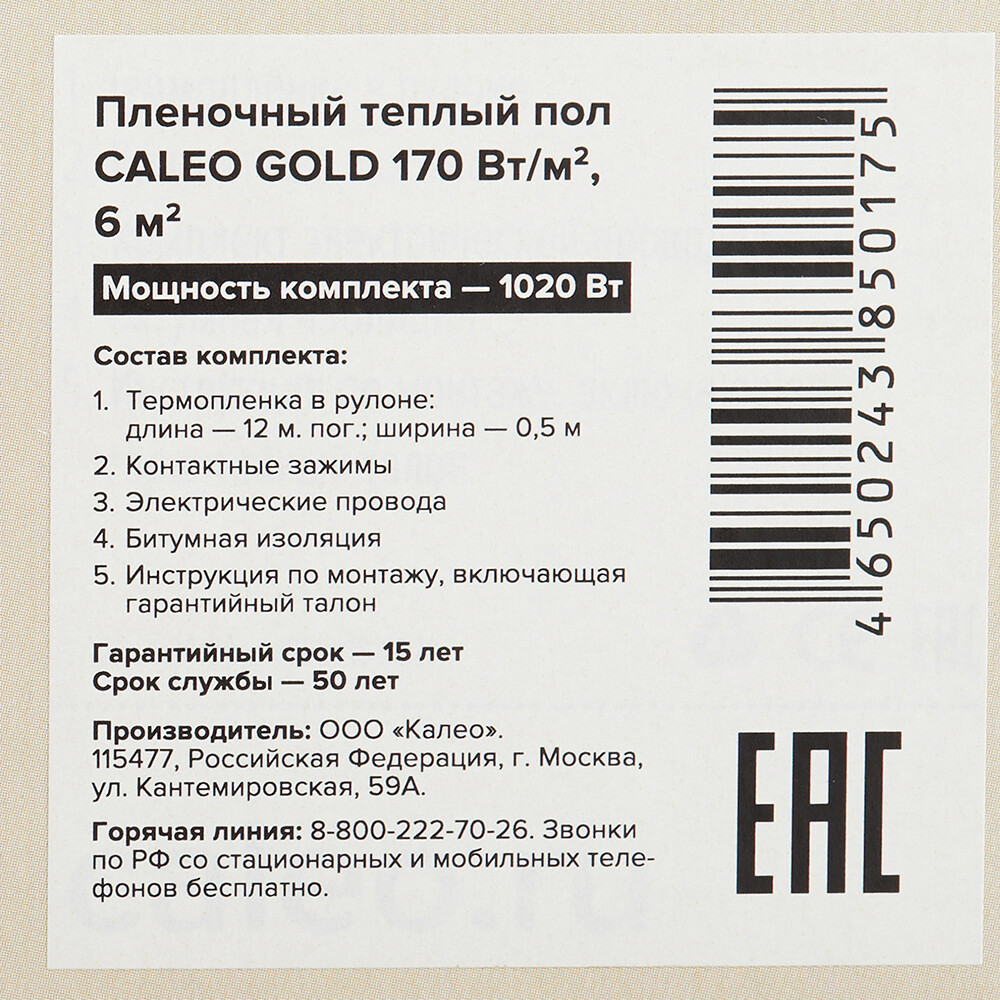 Пленочный теплый пол
CALEO GOLD 170 Вт/м²,
6 м²
Мощность комплекта — 1020 Вт
Состав комплекта:
1. Термопленка в рулоне:
длина — 12 м. пог.; ширина — 0,5 м
2. Контактные зажимы
3. Электрические провода
4. Битумная изоляция
5. Инструкция по монтажу, включающая
гарантийный талон
Гарантийный срок — 15 лет
Срок службы — 50 лет
Производитель: ООО «Калео».
115477, Российская Федерация, г. Москва,
ул. Кантемировская, 59А.
Горячая линия: 8-800-222-70-26. Звонки
по РФ со стационарных и мобильных теле-
фонов бесплатно.
4 650243 850175
EAC